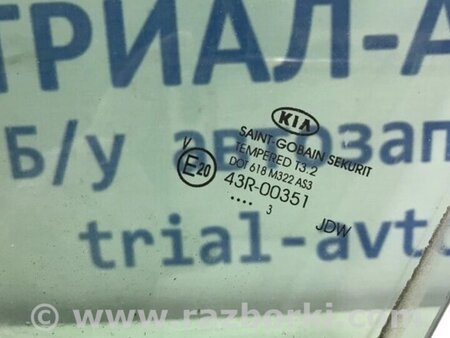 ТРИАЛ-А
Б/у автозап
KIA
SAINT-GOBAIN SEKURIT
TEMPERED T3.2
DOT 618 M322 AS3
V
E20
43R-00351
.... 3
JDW
trial-avt
© www.razborki.com